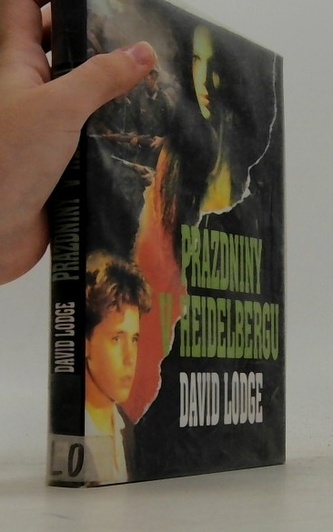 PRÁZDNINY
V HEIDELBERGU
DAVID LODGE
DAVID LODGE
PRÁZDNINY V
LO